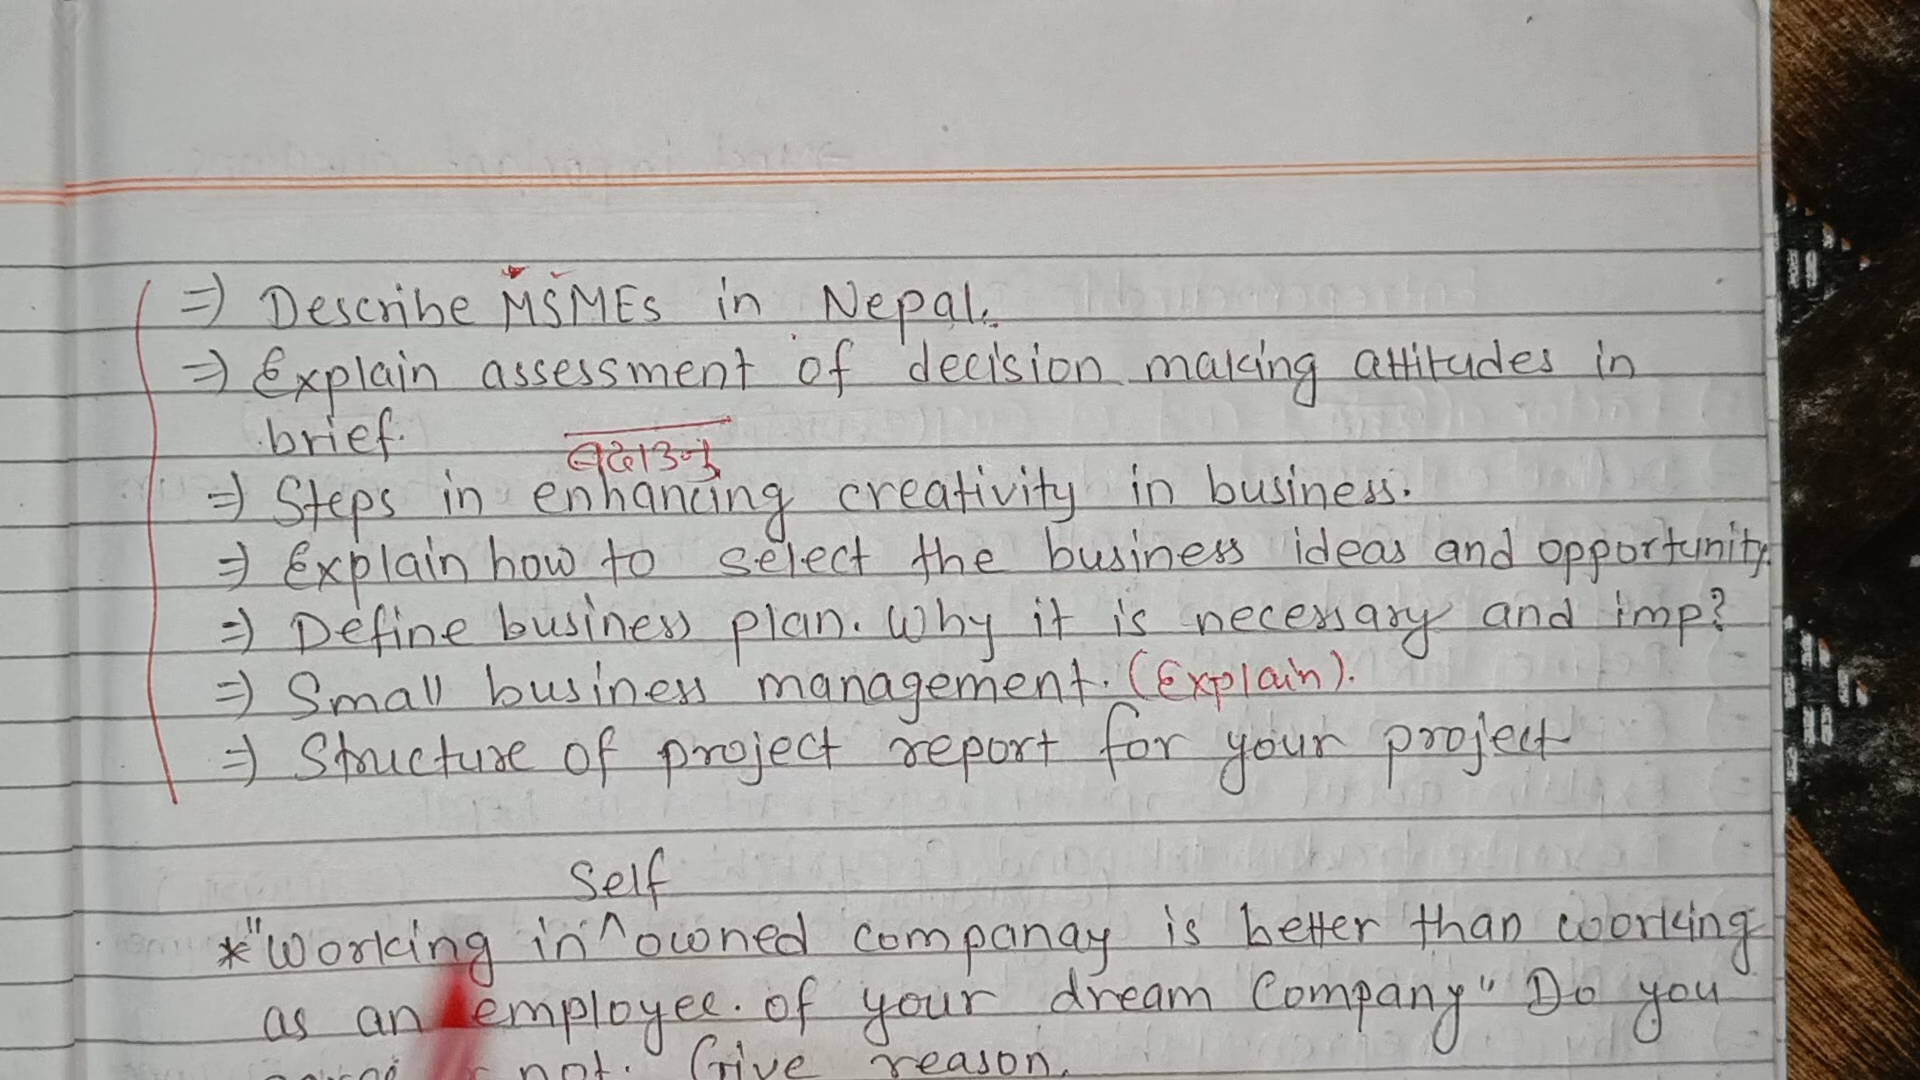 =) Describe MSMEs in Nepal.
=) Explain assessment of decision making attitudes in
brief.
=) Steps in enhancing creativity in business.
=) Explain how to select the business ideas and opportunity.
=) Define business plan. Why it is necessary and imp?
=) Small business management. (Explain).
=) Structure of project report for your project
Self
*"Working in ^ owned companay is better than working
as an employee. of your dream Company" Do you
not. Give reason.